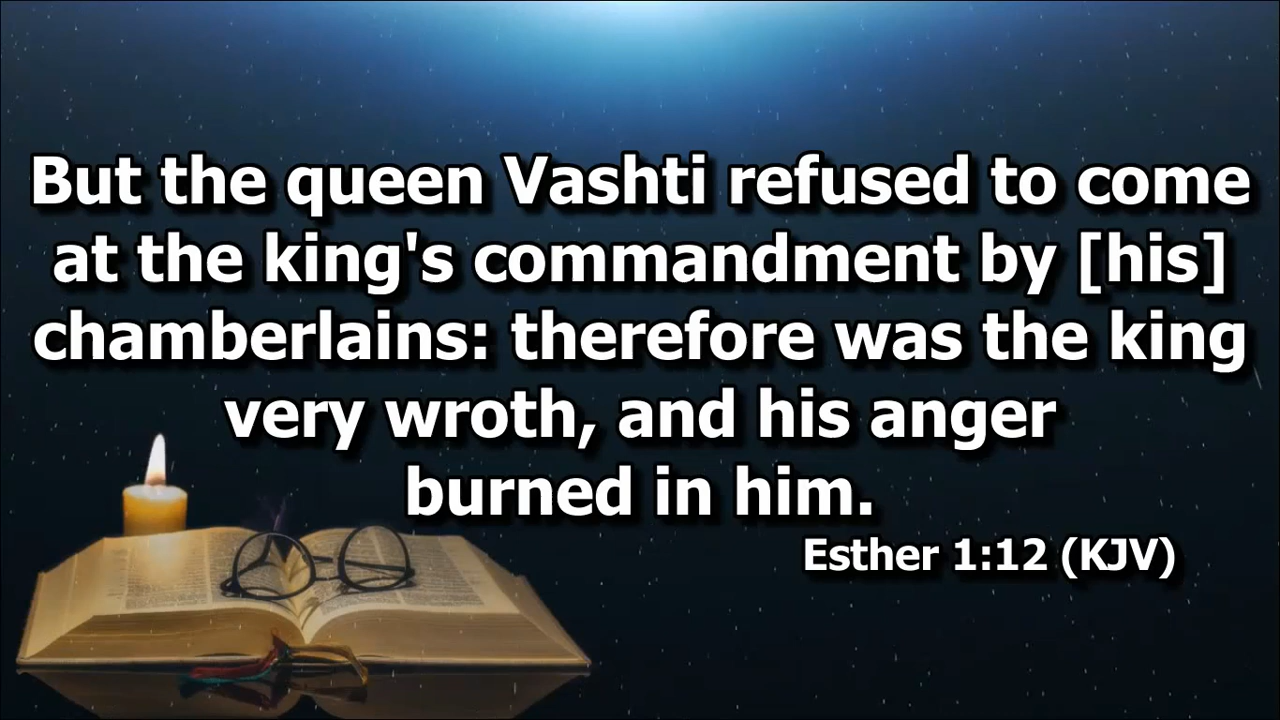 But the queen Vashti refused to come
at the king's commandment by [his]
chamberlains: therefore was the king
very wroth, and his anger
burned in him.
Esther 1:12 (KJV)